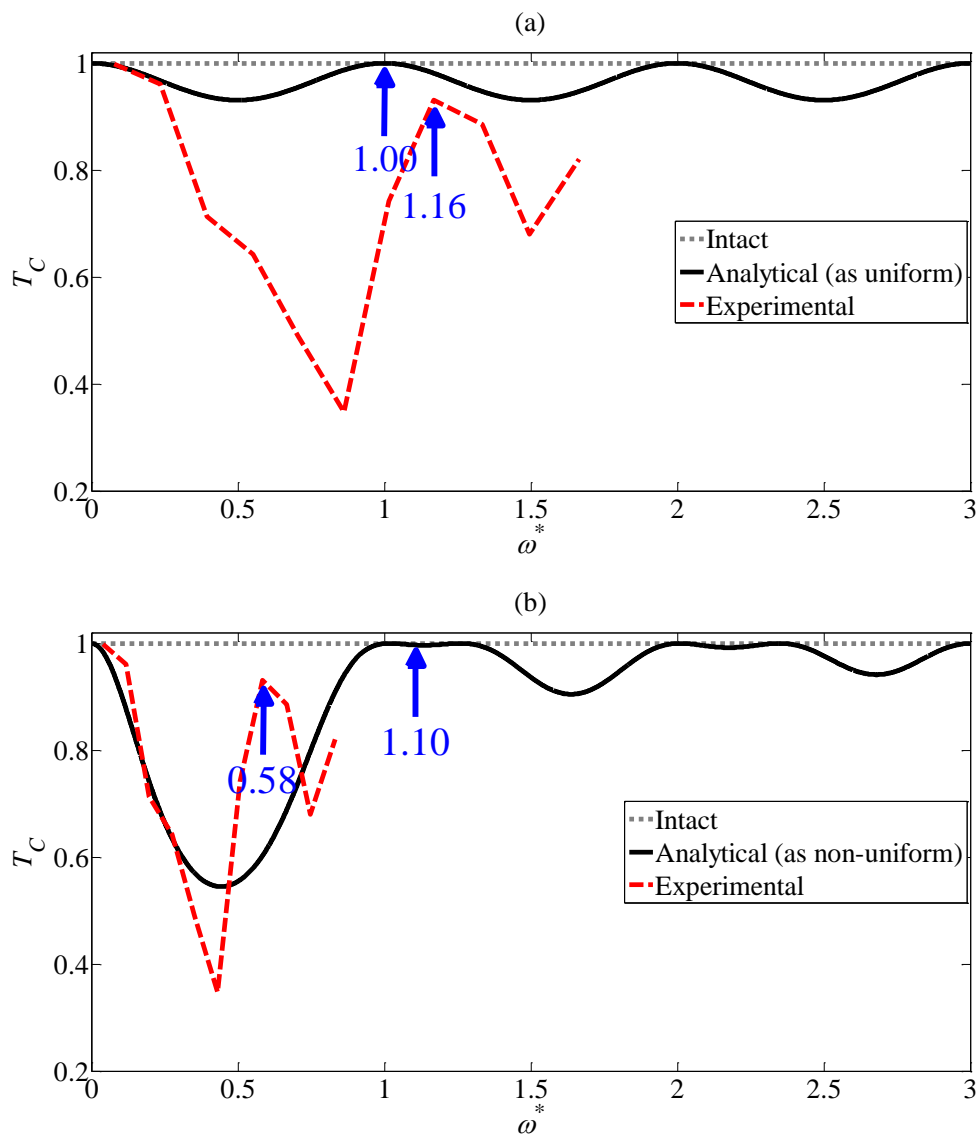 (a)
1
0.8
0.6
0.4
0.2
T_C
1.00
1.16
Intact
Analytical (as uniform)
Experimental
0 0.5 1 1.5 2 2.5 3
ω*
(b)
1
0.8
0.6
0.4
0.2
T_C
0.58
1.10
Intact
Analytical (as non-uniform)
Experimental
0 0.5 1 1.5 2 2.5 3
ω*